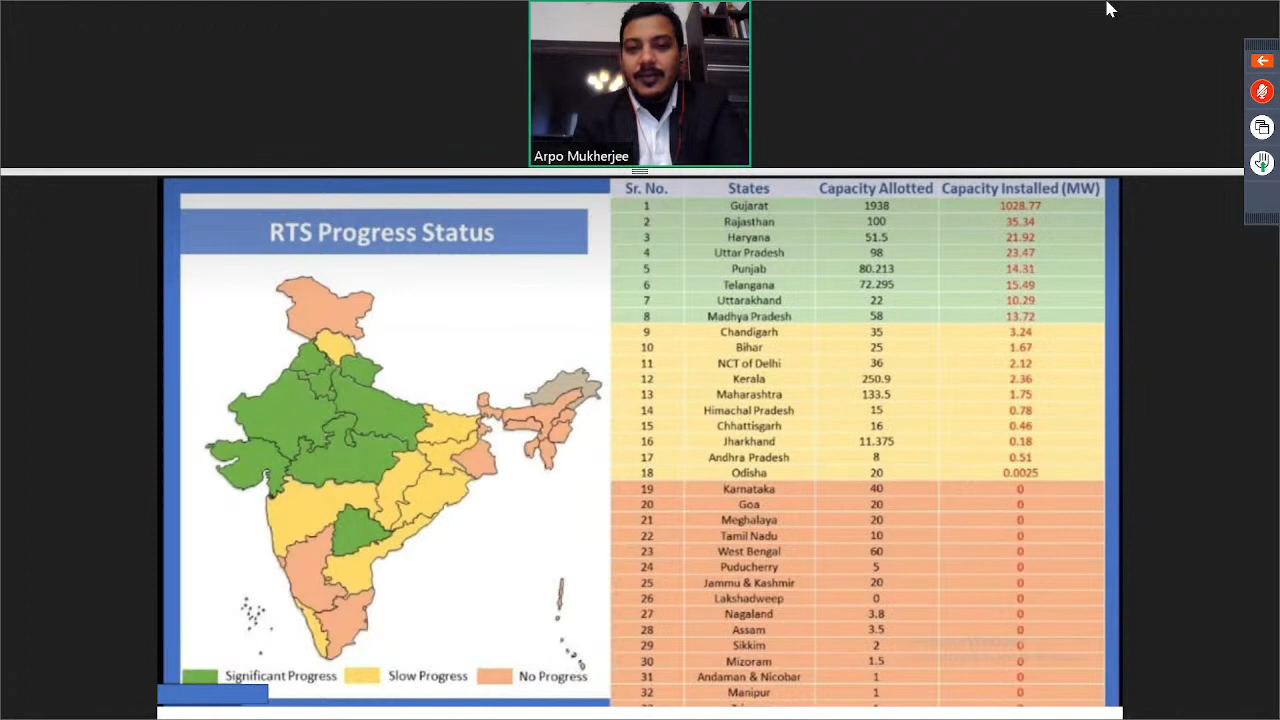 Arpo Mukherjee
RTS Progress Status
Significant Progress Slow Progress No Progress
Sr. No. States Capacity Allotted Capacity Installed (MW)
1 Gujarat 1938 1028.77
2 Rajasthan 100 35.34
3 Haryana 51.5 21.92
4 Uttar Pradesh 98 23.47
5 Punjab 80.213 14.31
6 Telangana 72.295 15.49
7 Uttarakhand 22 10.29
8 Madhya Pradesh 58 13.72
9 Chandigarh 35 3.24
10 Bihar 25 1.67
11 NCT of Delhi 36 2.12
12 Kerala 250.9 2.36
13 Maharashtra 133.5 1.75
14 Himachal Pradesh 15 0.78
15 Chhattisgarh 16 0.46
16 Jharkhand 11.375 0.18
17 Andhra Pradesh 8 0.51
18 Odisha 20 0.0025
19 Karnataka 40 0
20 Goa 20 0
21 Meghalaya 20 0
22 Tamil Nadu 10 0
23 West Bengal 60 0
24 Puducherry 5 0
25 Jammu & Kashmir 20 0
26 Lakshadweep 0 0
27 Nagaland 3.8 0
28 Assam 3.5 0
29 Sikkim 2 0
30 Mizoram 1.5 0
31 Andaman & Nicobar 1 0
32 Manipur 1 0